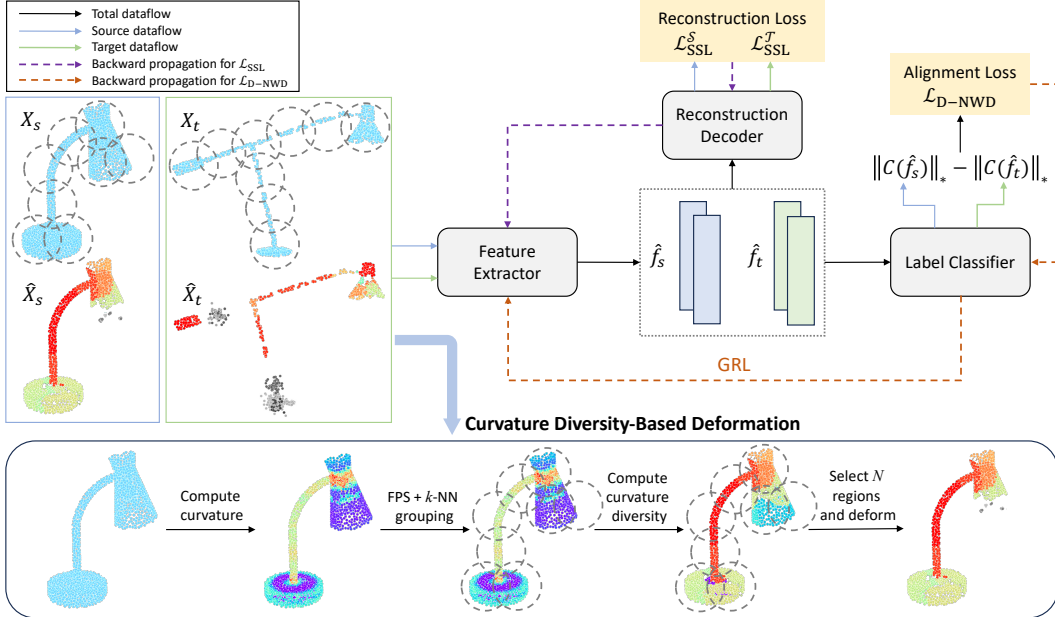 Total dataflow
Source dataflow
Target dataflow
Backward propagation for ℒ_SSL
Backward propagation for ℒ_D−NWD
X_s
X_t
X̂_s
X̂_t
Reconstruction Loss
ℒ^𝒮_SSL ℒ^𝒯_SSL
Alignment Loss
ℒ_D−NWD
Reconstruction
Decoder
‖C(f̂_s)‖_* − ‖C(f̂_t)‖_*
Feature
Extractor
f̂_s
f̂_t
Label Classifier
GRL
Curvature Diversity-Based Deformation
Compute
curvature
FPS + k-NN
grouping
Compute
curvature
diversity
Select N
regions
and deform